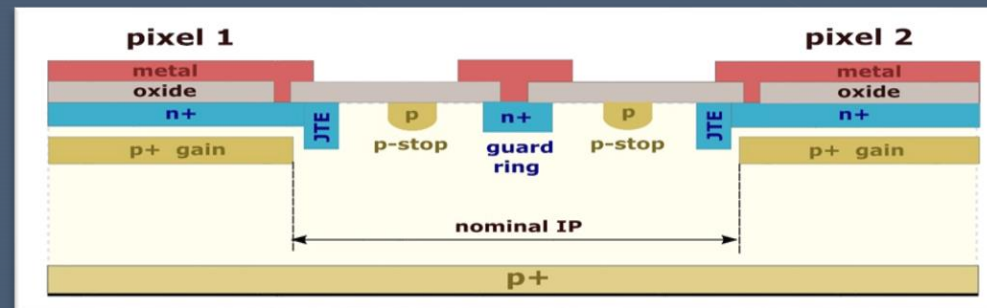 pixel 1
pixel 2
metal
metal
oxide
oxide
n+
JTE
p
n+
p
JTE
n+
p-stop
guard
ring
p-stop
p+ gain
p+ gain
nominal IP
p+